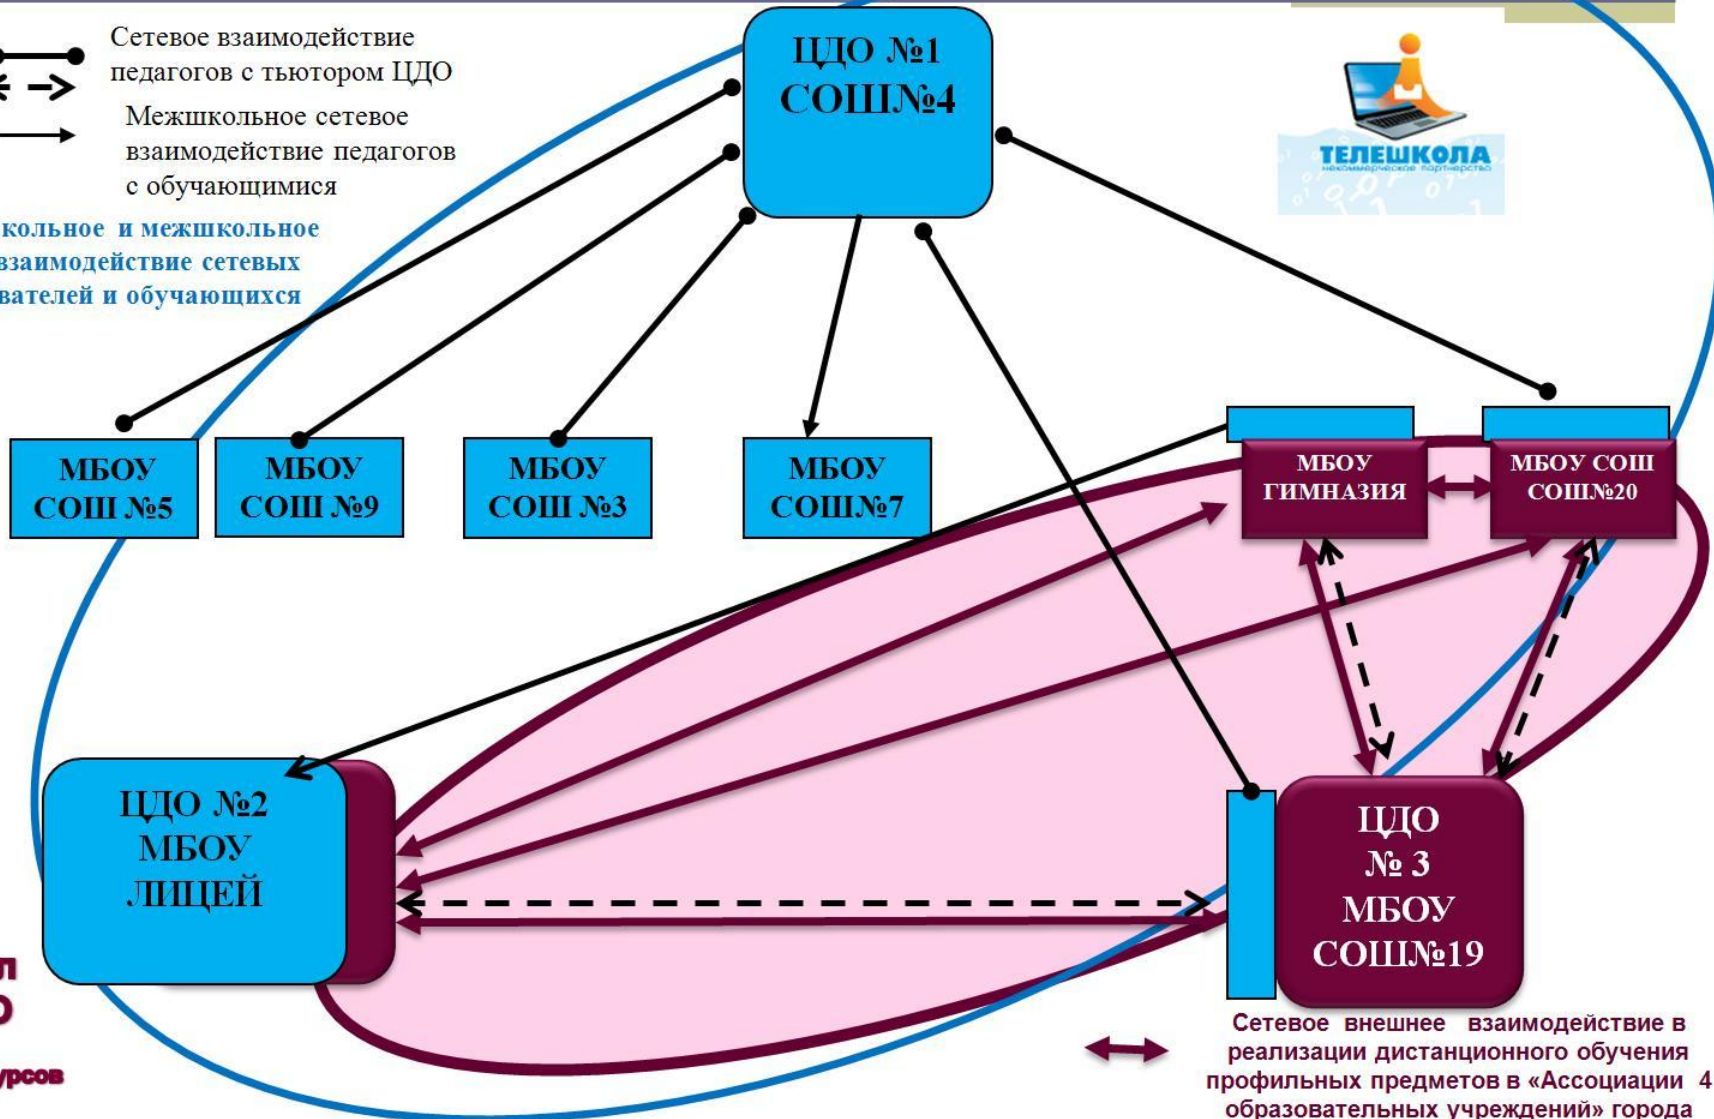 Сетевое взаимодействие
педагогов с тьютором ЦДО
Межшкольное сетевое
взаимодействие педагогов
с обучающимися
кольное и межшкольное
взаимодействие сетевых
вателей и обучающихся
ЦДО №1
СОШ№4
ТЕЛЕШКОЛА
некоммерческое партнерство
МБОУ
СОШ №5
МБОУ
СОШ №9
МБОУ
СОШ №3
МБОУ
СОШ№7
МБОУ
ГИМНАЗИЯ
МБОУ СОШ
СОШ№20
ЦДО №2
МБОУ
ЛИЦЕЙ
ЦДО
№ 3
МБОУ
СОШ№19
л
О
урсов
Сетевое внешнее взаимодействие в
реализации дистанционного обучения
профильных предметов в «Ассоциации 4
образовательных учреждений» города